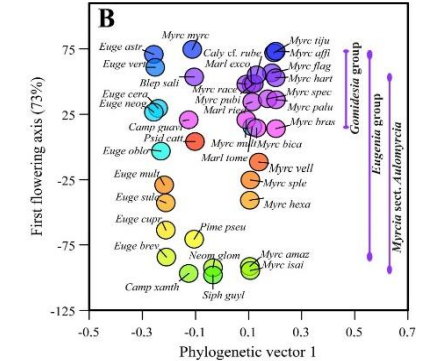 B
75
25
-25
-75
-125
First flowering axis (73%)
-0.5
-0.3
-0.1
0.1
0.3
0.5
0.7
Phylogenetic vector 1
Myrc myrc
Myrc tiju
Euge astr
Caly cf. rube
Myrc affi
Euge vert
Marl exco
Myrc flag
Blep sali
Myrc hart
Euge cera
Myrc race
Myrc spec
Euge neog
Myrc pubi
Myrc palu
Marl riei
Camp guavi
Myrc bras
Psid catt
Myrc mult
Myrc bica
Euge oblo
Marl tome
Myrc vell
Euge mult
Myrc sple
Euge sulc
Myrc hexa
Euge cupr
Pime pseu
Euge brev
Neom glom
Myrc amaz
Myrc isai
Camp xanth
Siph guyl
Gomidesia group
Eugenia group
Myrcia sect. Aulomyrcia